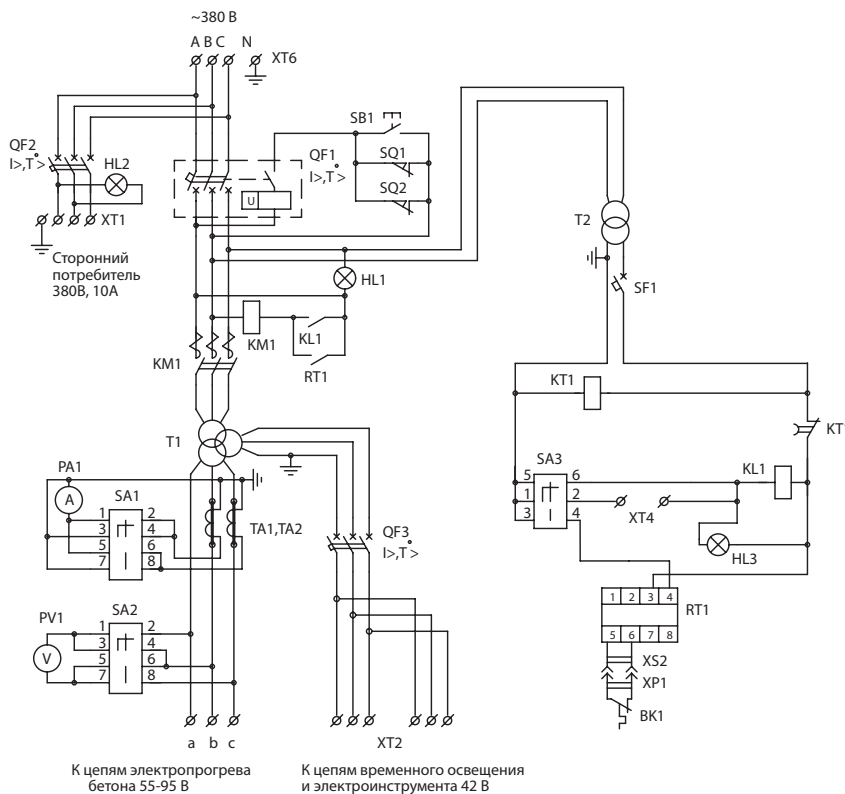 ~380 В
A B C N
XT6
QF2
I>,T°>
HL2
XT1
Сторонний
потребитель
380В, 10А
QF1
I>,T°>
U
SB1
SQ1
SQ2
HL1
KM1
KL1
RT1
KM1
T1
T2
SF1
KT1
KT
SA3
5
1
3
6
2
4
KL1
XT4
HL3
1 2 3 4
5 6 7 8
RT1
XS2
XP1
BK1
PA1
A
SA1
1
3
5
7
2
4
6
8
TA1,TA2
QF3
I>,T°>
PV1
V
SA2
1
3
5
7
2
4
6
8
a b c
XT2
К цепям электропрогрева
бетона 55-95 В
К цепям временного освещения
и электроинструмента 42 В